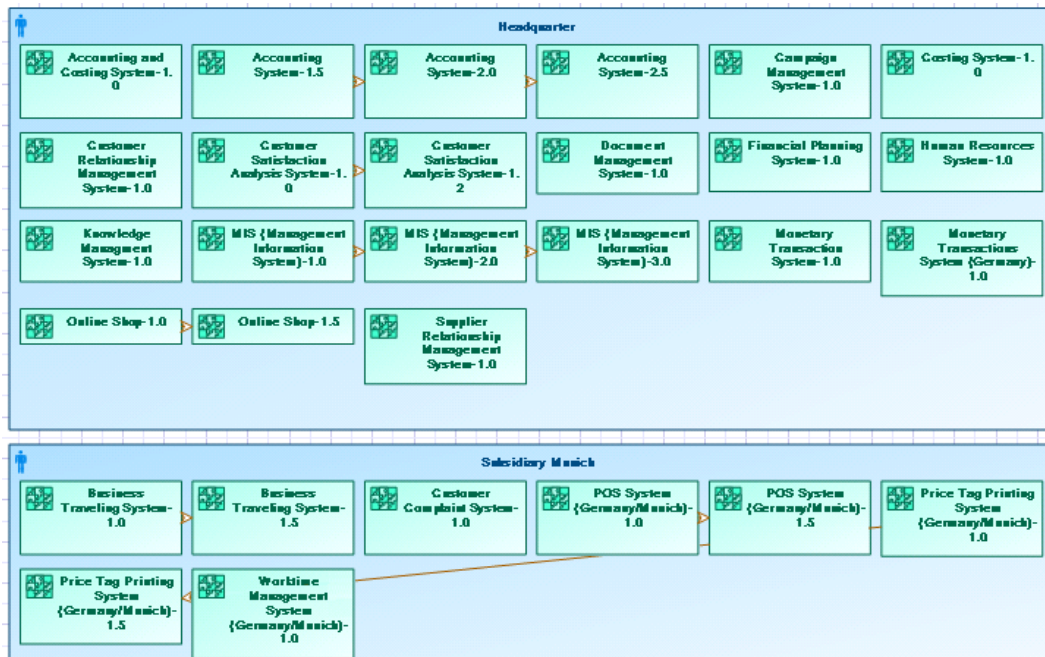 Headquarter
Accounting and
Costing System-1.
0
Accounting
System-1.5
Accounting
System-2.0
Accounting
System-2.5
Campaign
Management
System-1.0
Costing System-1.
0
Customer
Relationship
Management
System-1.0
Customer
Satisfaction
Analysis System-1.
0
Customer
Satisfaction
Analysis System-1.
2
Document
Management
System-1.0
Financial Planning
System-1.0
Human Resources
System-1.0
Knowledge
Managment
System-1.0
MIS (Management
Information
System)-1.0
MIS (Management
Information
System)-2.0
MIS (Management
Information
System)-3.0
Monetary
Transaction
System-1.0
Monetary
Transactions
System (Germany)-
1.0
Online Shop-1.0
Online Shop-1.5
Supplier
Relationship
Management
System-1.0
Subsidiary Munich
Business
Traveling System-
1.0
Business
Traveling System-
1.5
Customer
Complaint System-
1.0
POS System
(Germany/Munich)-
1.0
POS System
(Germany/Munich)-
1.5
Price Tag Printing
System
(Germany/Munich)-
1.0
Price Tag Printing
System
(Germany/Munich)-
1.5
Worktime
Management
System
(Germany/Munich)-
1.0